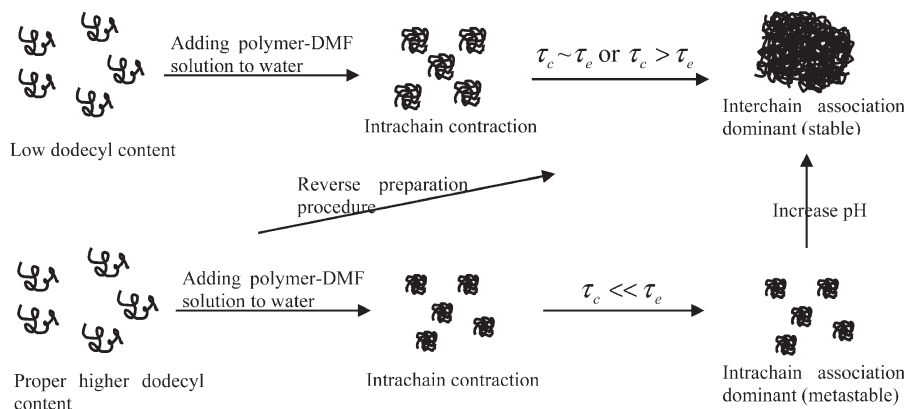 Adding polymer-DMF
solution to water
τc~τe or τc > τe
Low dodecyl content
Intrachain contraction
Interchain association
dominant (stable)
Reverse preparation
procedure
Increase pH
Adding polymer-DMF
solution to water
τc << τe
Proper higher dodecyl
content
Intrachain contraction
Intrachain association
dominant (metastable)